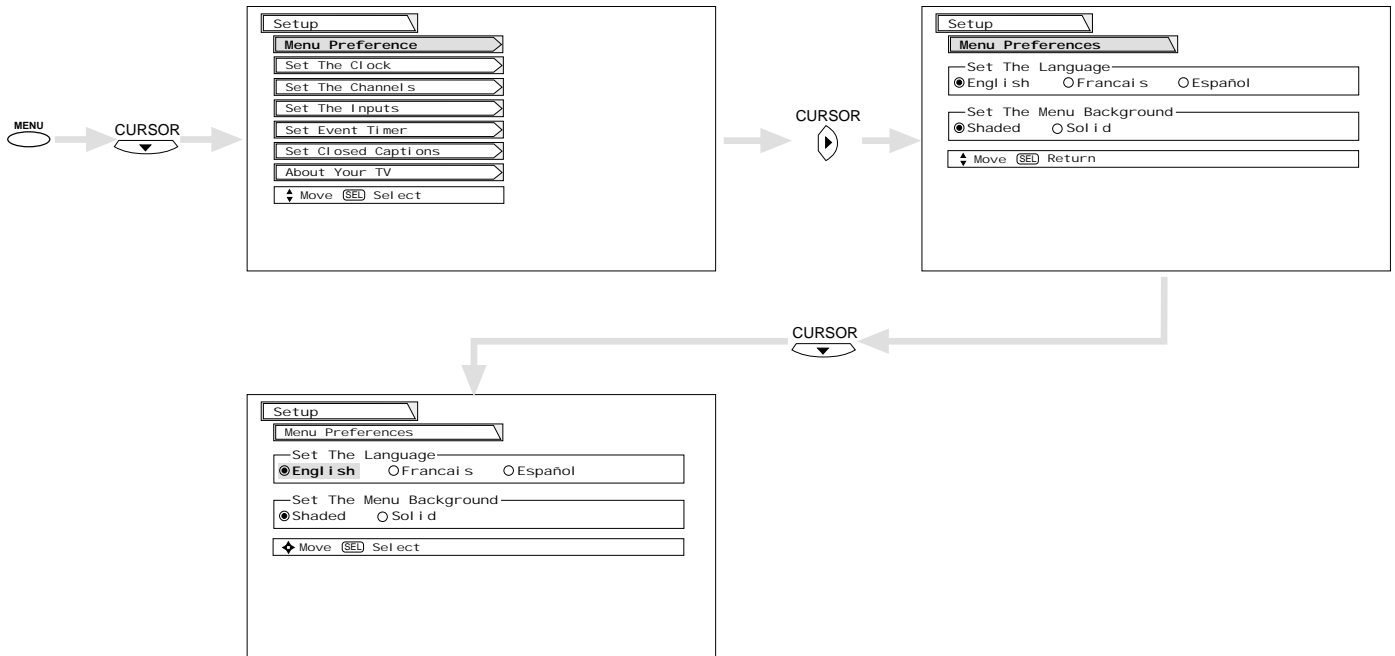 MENU
CURSOR
Setup
Menu Preference
Set The Clock
Set The Channels
Set The Inputs
Set Event Timer
Set Closed Captions
About Your TV
Move SEL Select
CURSOR
Setup
Menu Preferences
Set The Language
English Francais Español
Set The Menu Background
Shaded Solid
Move SEL Return
CURSOR
Setup
Menu Preferences
Set The Language
English Francais Español
Set The Menu Background
Shaded Solid
Move SEL Select